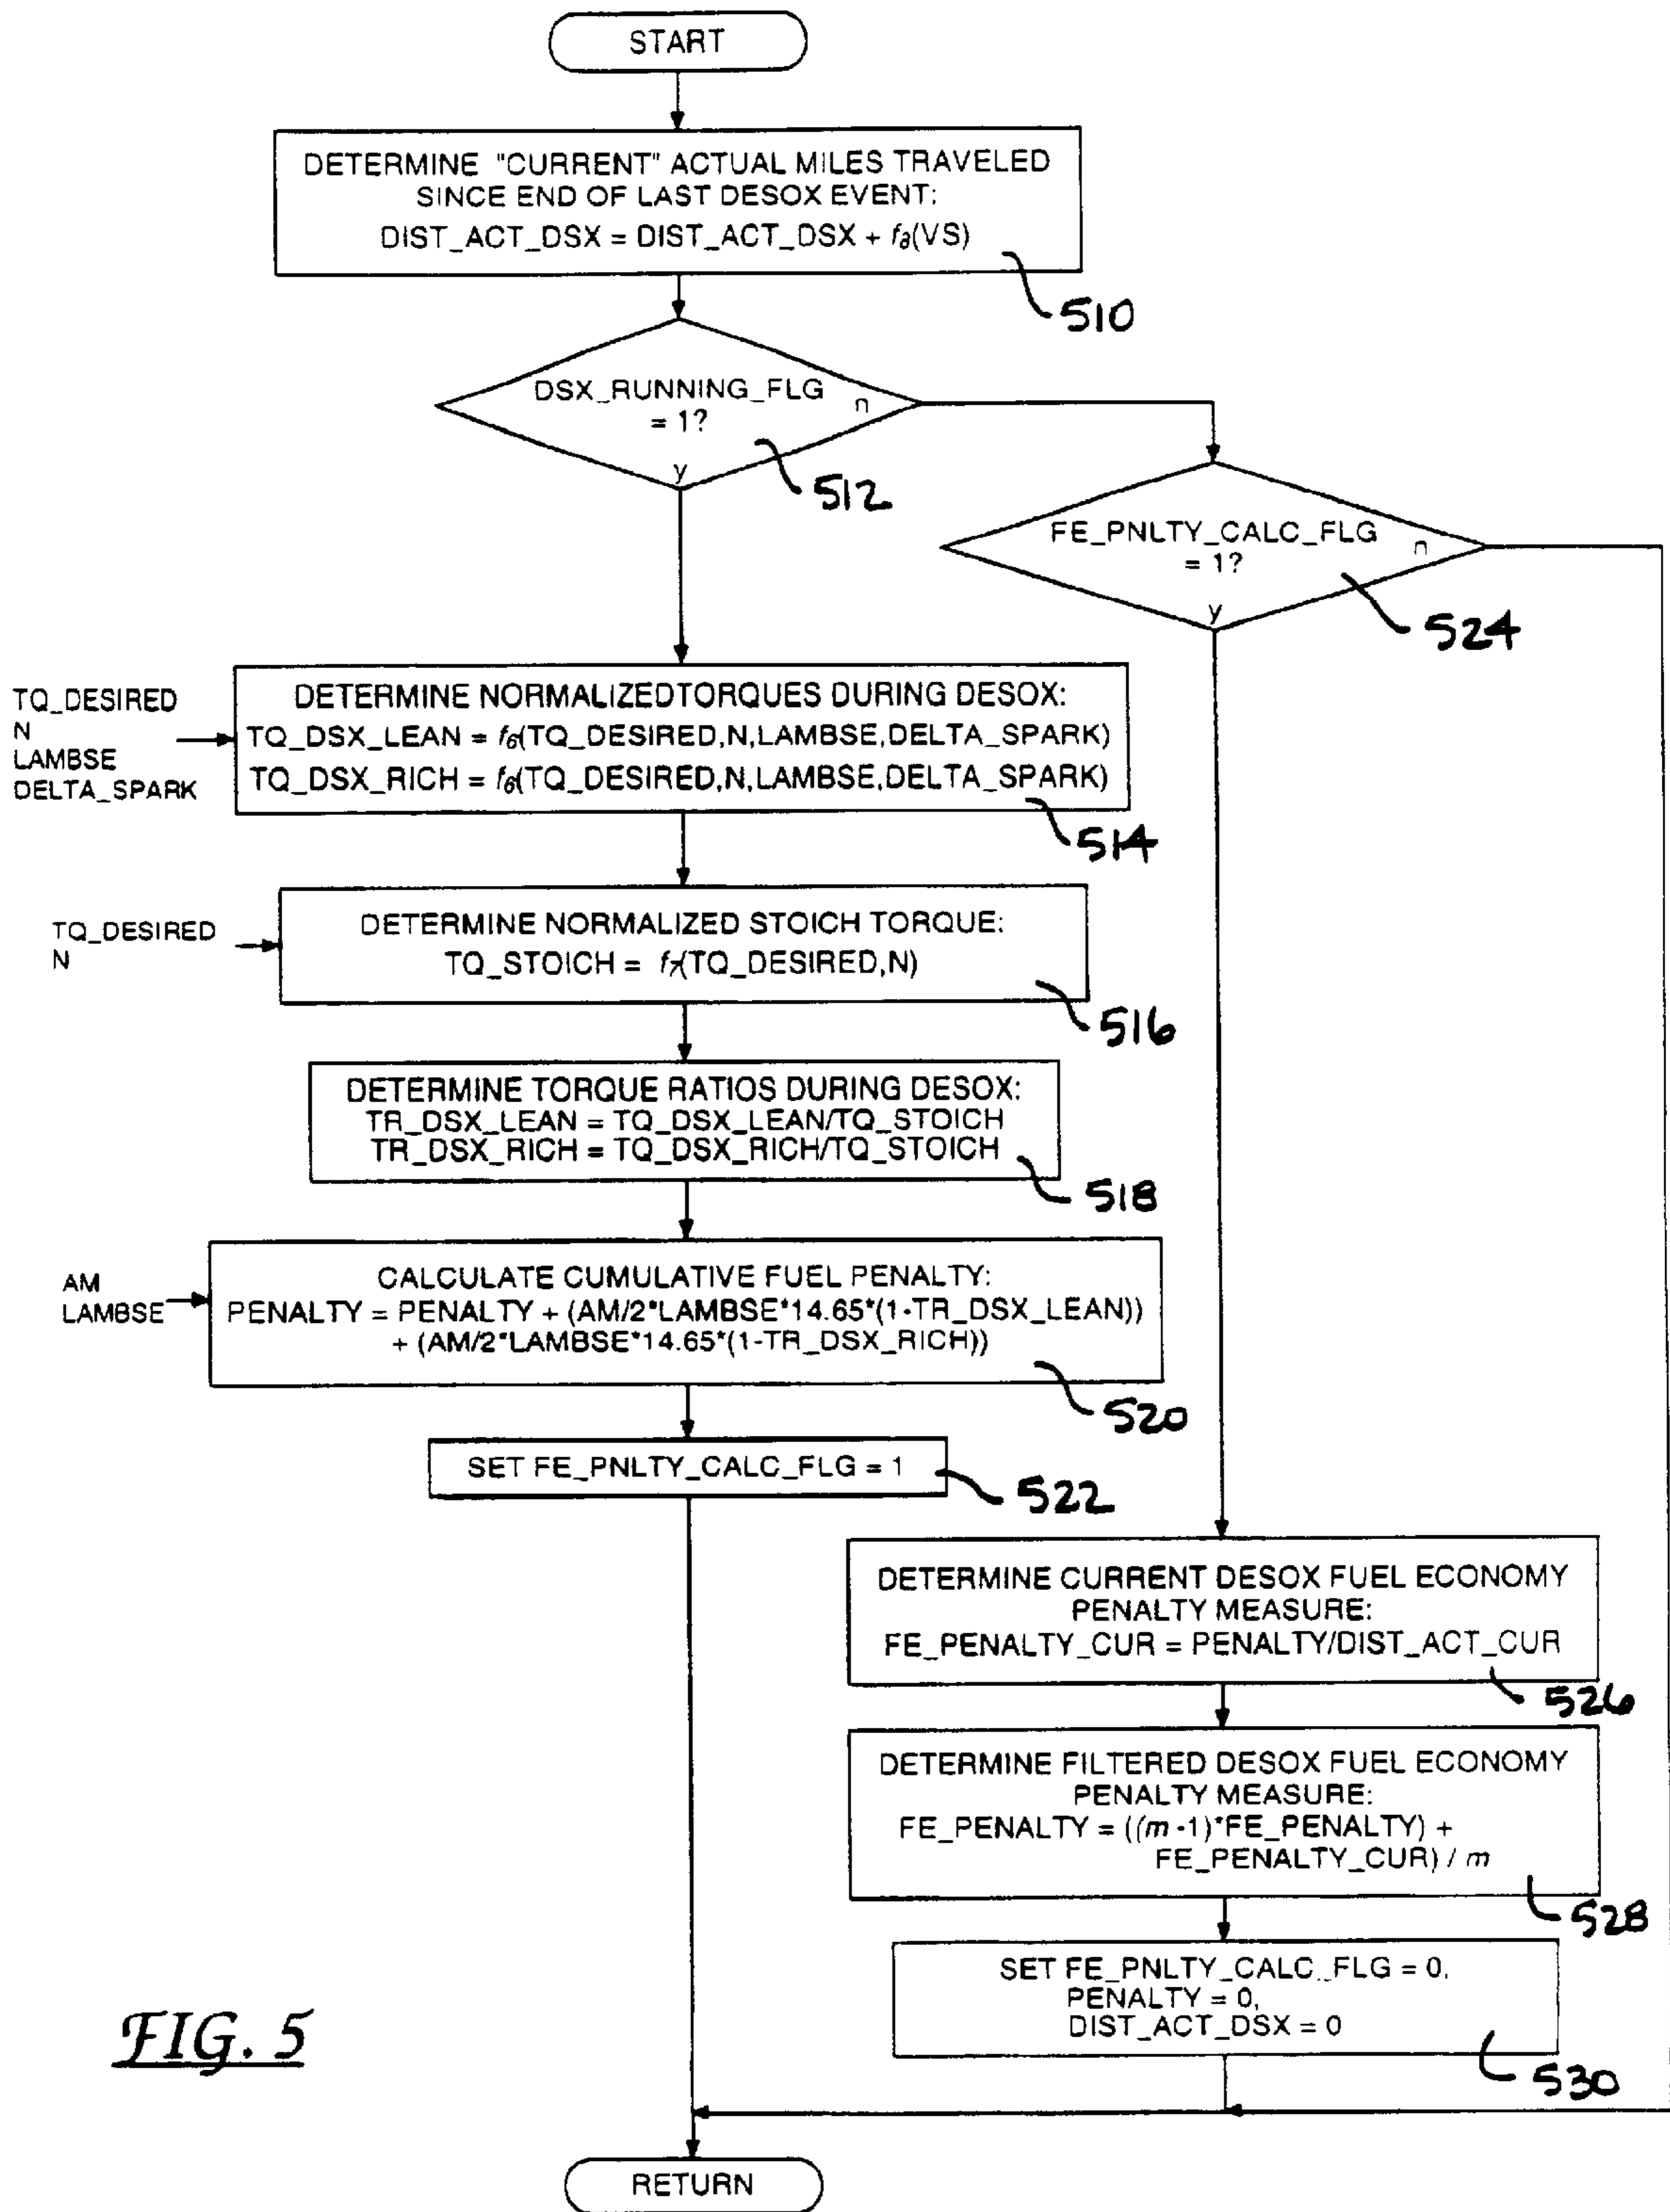 START
DETERMINE "CURRENT" ACTUAL MILES TRAVELED
SINCE END OF LAST DESOX EVENT:
DIST_ACT_DSX = DIST_ACT_DSX + f8(VS)
510
DSX_RUNNING_FLG
= 1?
n
y
512
FE_PNLTY_CALC_FLG
= 1?
n
y
524
TQ_DESIRED
N
LAMBSE
DELTA_SPARK
DETERMINE NORMALIZEDTORQUES DURING DESOX:
TQ_DSX_LEAN = f6(TQ_DESIRED,N,LAMBSE,DELTA_SPARK)
TQ_DSX_RICH = f6(TQ_DESIRED,N,LAMBSE,DELTA_SPARK)
514
TQ_DESIRED
N
DETERMINE NORMALIZED STOICH TORQUE:
TQ_STOICH = f7(TQ_DESIRED,N)
516
DETERMINE TORQUE RATIOS DURING DESOX:
TR_DSX_LEAN = TQ_DSX_LEAN/TQ_STOICH
TR_DSX_RICH = TQ_DSX_RICH/TQ_STOICH
518
AM
LAMBSE
CALCULATE CUMULATIVE FUEL PENALTY:
PENALTY = PENALTY + (AM/2*LAMBSE*14.65*(1-TR_DSX_LEAN))
+ (AM/2*LAMBSE*14.65*(1-TR_DSX_RICH))
520
SET FE_PNLTY_CALC_FLG = 1
522
DETERMINE CURRENT DESOX FUEL ECONOMY
PENALTY MEASURE:
FE_PENALTY_CUR = PENALTY/DIST_ACT_CUR
526
DETERMINE FILTERED DESOX FUEL ECONOMY
PENALTY MEASURE:
FE_PENALTY = ((m -1)*FE_PENALTY) +
FE_PENALTY_CUR) / m
528
SET FE_PNLTY_CALC_FLG = 0,
PENALTY = 0,
DIST_ACT_DSX = 0
530
FIG. 5
RETURN